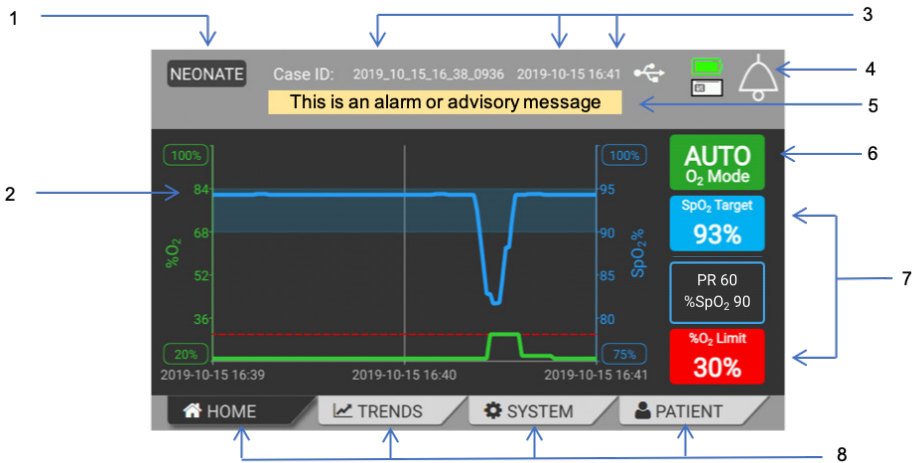 1
3
NEONATE
Case ID: 2019_10_15_16_38_0936 2019-10-15 16:41
4
This is an alarm or advisory message
5
100%
100%
AUTO
O₂ Mode
6
2
84
95
SpO₂ Target
93%
68
90
%O₂
SpO₂%
7
52
85
PR 60
%SpO₂ 90
36
80
%O₂ Limit
30%
20%
75%
2019-10-15 16:39
2019-10-15 16:40
2019-10-15 16:41
HOME
TRENDS
SYSTEM
PATIENT
8